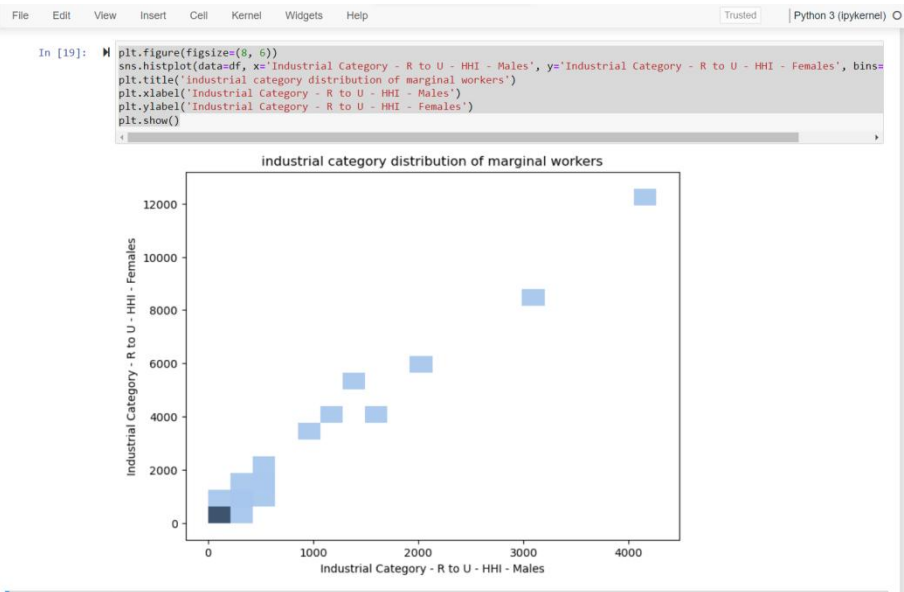 File Edit View Insert Cell Kernel Widgets Help Trusted Python 3 (ipykernel)
In [19]: plt.figure(figsize=(8, 6))
sns.histplot(data=df, x='Industrial Category - R to U - HHI - Males', y='Industrial Category - R to U - HHI - Females', bins=
plt.title('industrial category distribution of marginal workers')
plt.xlabel('Industrial Category - R to U - HHI - Males')
plt.ylabel('Industrial Category - R to U - HHI - Females')
plt.show()
industrial category distribution of marginal workers
Industrial Category - R to U - HHI - Females
12000
10000
8000
6000
4000
2000
0
0 1000 2000 3000 4000
Industrial Category - R to U - HHI - Males